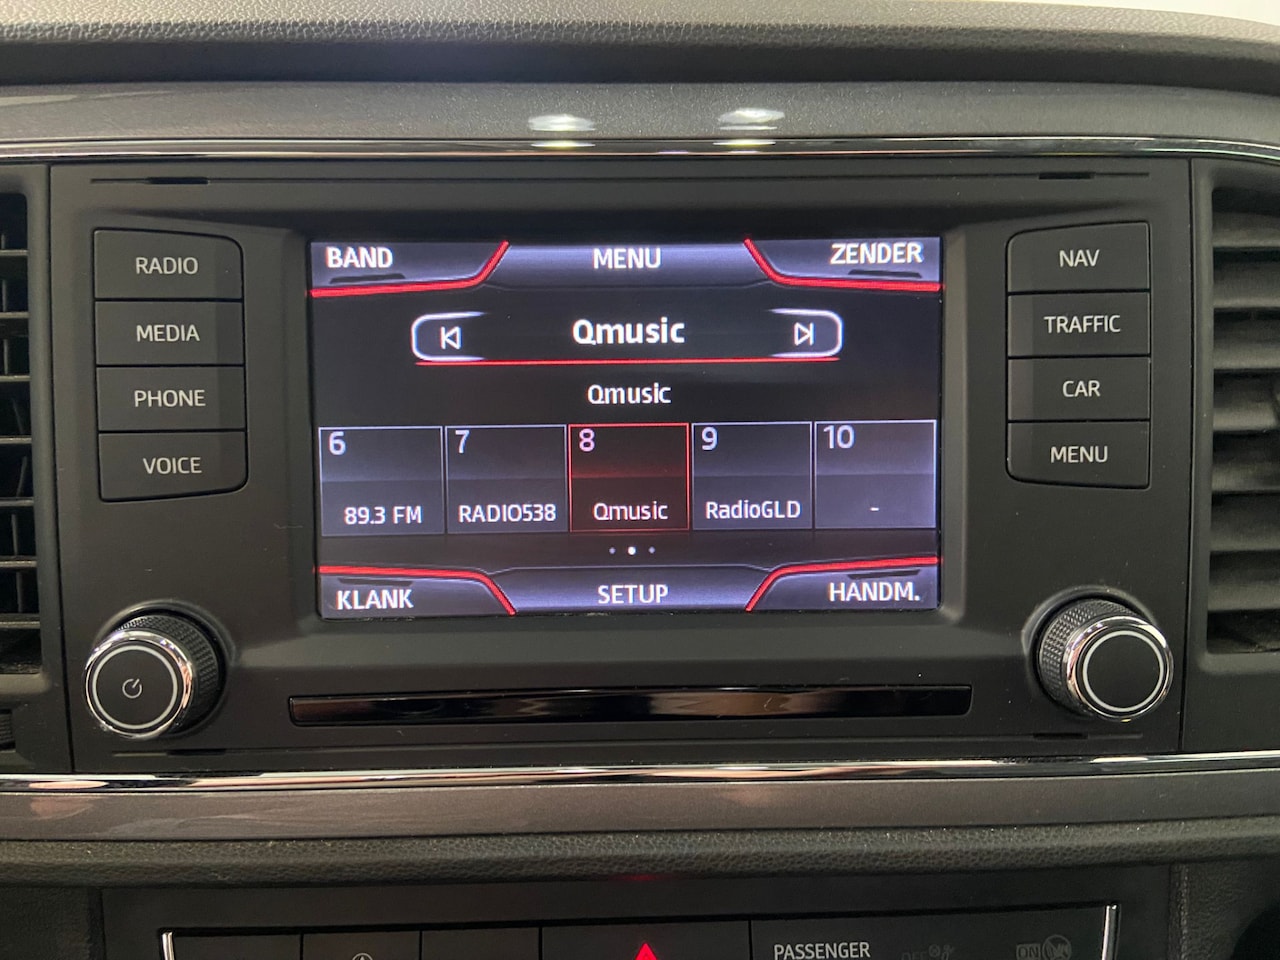 RADIO
MEDIA
PHONE
VOICE
BAND
MENU
ZENDER
Qmusic
Qmusic
6
7
8
9
10
89.3 FM
RADIO538
Qmusic
RadioGLD
-
KLANK
SETUP
HANDM.
NAV
TRAFFIC
CAR
MENU
PASSENGER
ON